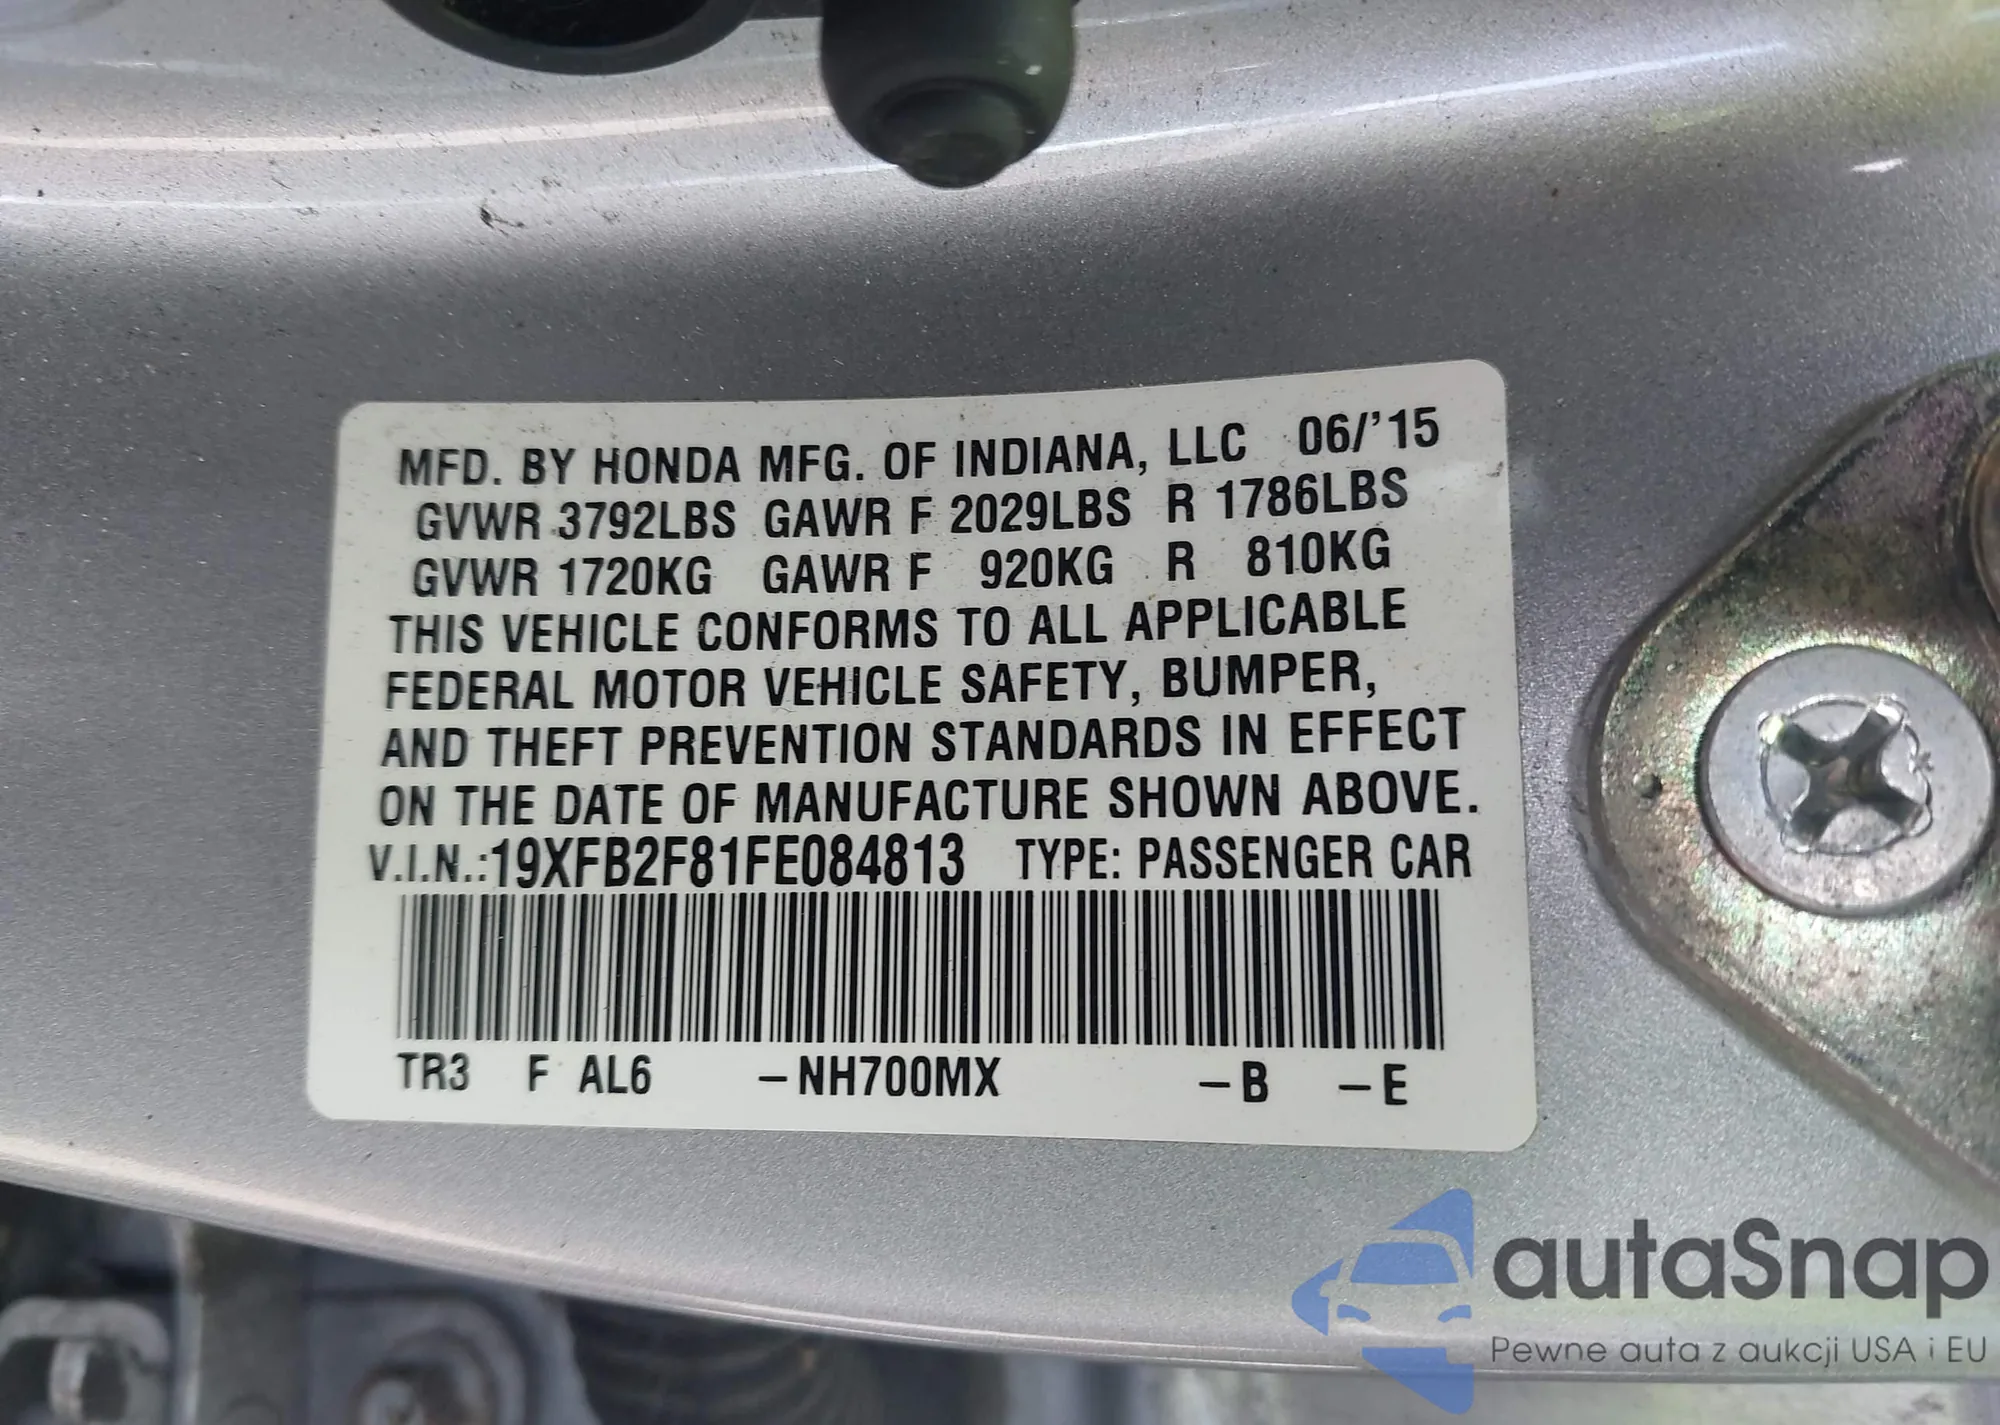 MFD. BY HONDA MFG. OF INDIANA, LLC 06/'15
GVWR 3792LBS GAWR F 2029LBS R 1786LBS
GVWR 1720KG GAWR F 920KG R 810KG
THIS VEHICLE CONFORMS TO ALL APPLICABLE
FEDERAL MOTOR VEHICLE SAFETY, BUMPER,
AND THEFT PREVENTION STANDARDS IN EFFECT
ON THE DATE OF MANUFACTURE SHOWN ABOVE.
V.I.N.:19XFB2F81FE084813 TYPE: PASSENGER CAR
TR3 F AL6 –NH700MX –B –E
autaSnap
Pewne auta z aukcji USA i EU